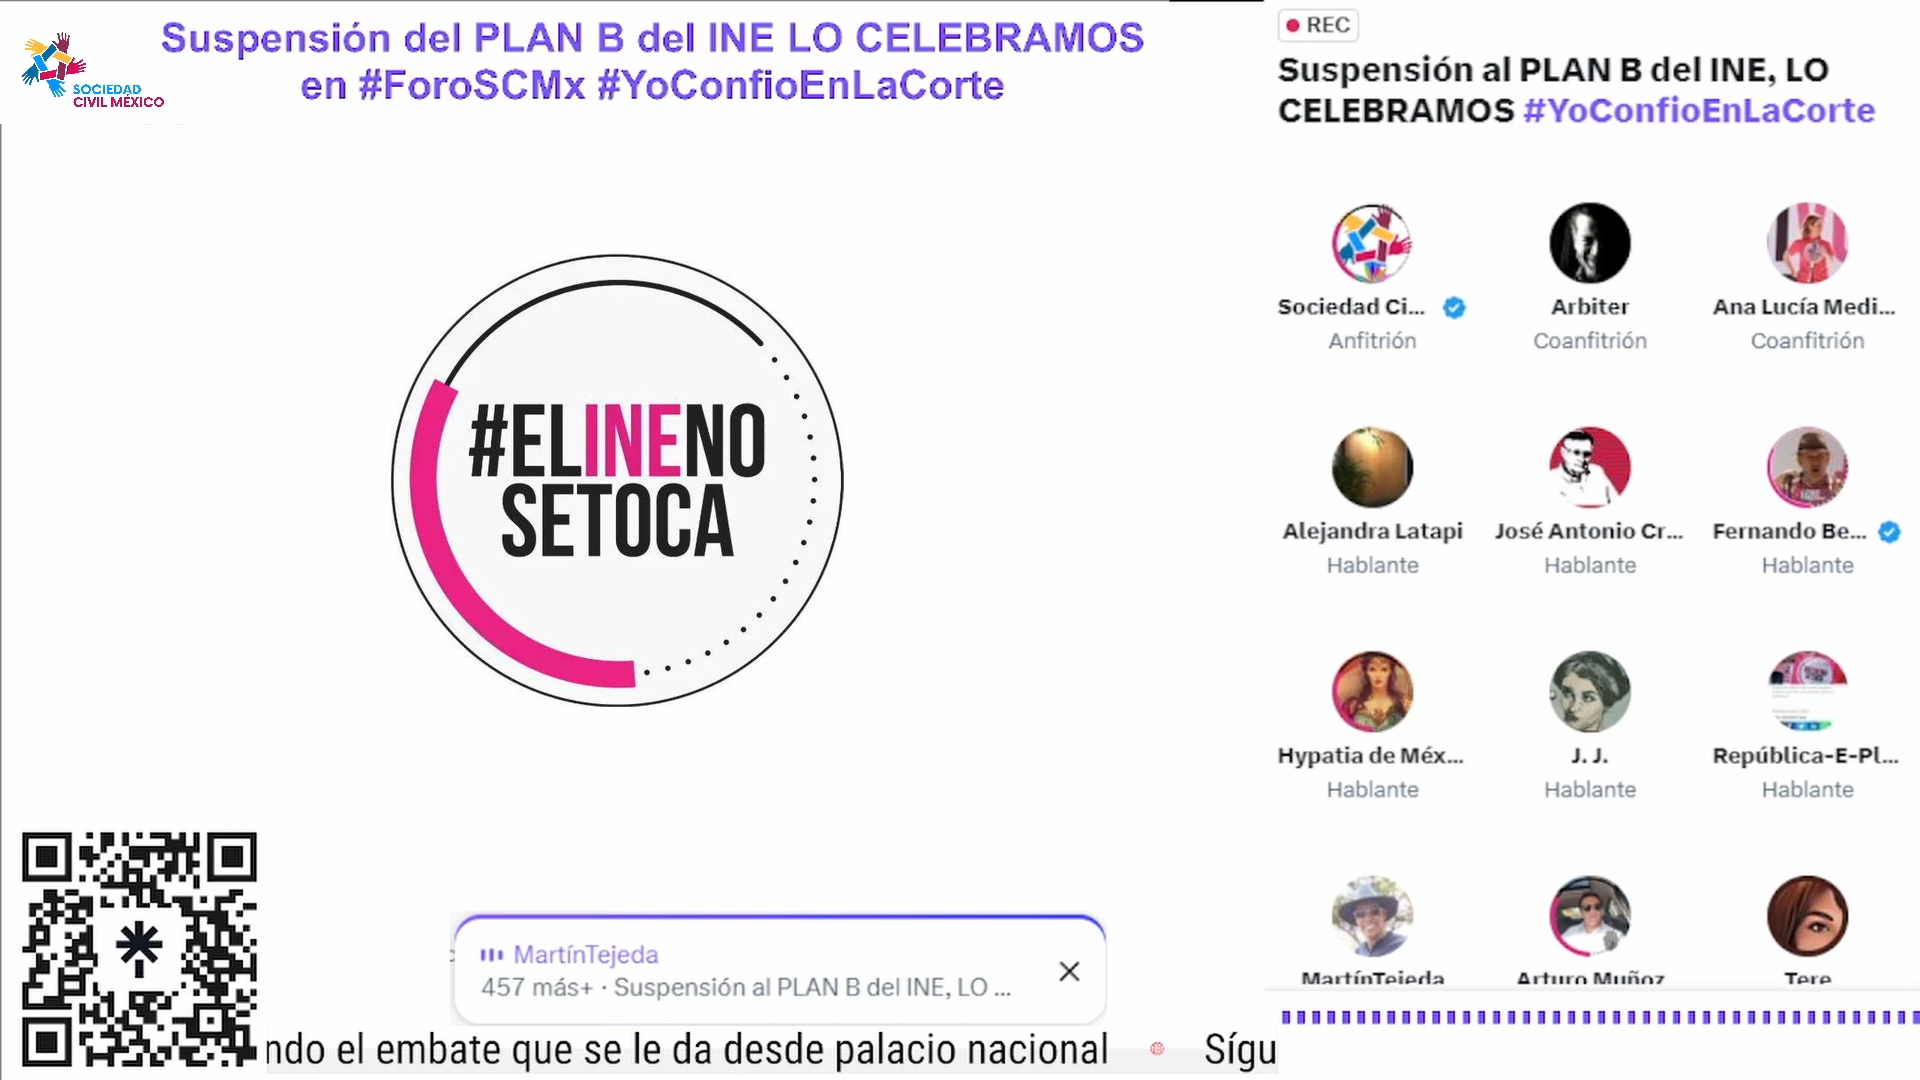 SOCIEDAD
CIVIL MÉXICO
Suspensión del PLAN B del INE LO CELEBRAMOS
en #ForoSCMx #YoConfioEnLaCorte
#ELINENO
SETOCA
MartínTejeda
457 más+ · Suspensión al PLAN B del INE, LO ...
ndo el embate que se le da desde palacio nacional
Sígu
REC
Suspensión al PLAN B del INE, LO
CELEBRAMOS #YoConfioEnLaCorte
Sociedad Ci...
Anfitrión
Arbiter
Coanfitrión
Ana Lucía Medi...
Coanfitrión
Alejandra Latapi
Hablante
José Antonio Cr...
Hablante
Fernando Be...
Hablante
Hypatia de Méx...
Hablante
J. J.
Hablante
República-E-Pl...
Hablante
MartínTejeda
Arturo Muñoz
Tere